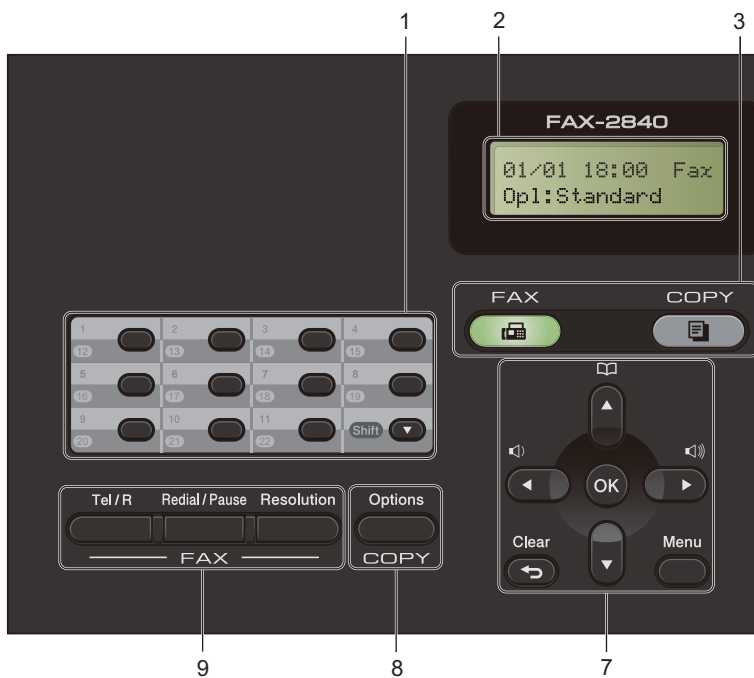 1 2 3
FAX-2840
01/01 18:00 Fax
Opl:Standard
FAX COPY
1 2 3 4
12 13 14 15
5 6 7 8
16 17 18 19
9 10 11
20 21 22 Shift
OK
Tel/R Redial/Pause Resolution Options
Clear Menu
FAX COPY
9 8 7